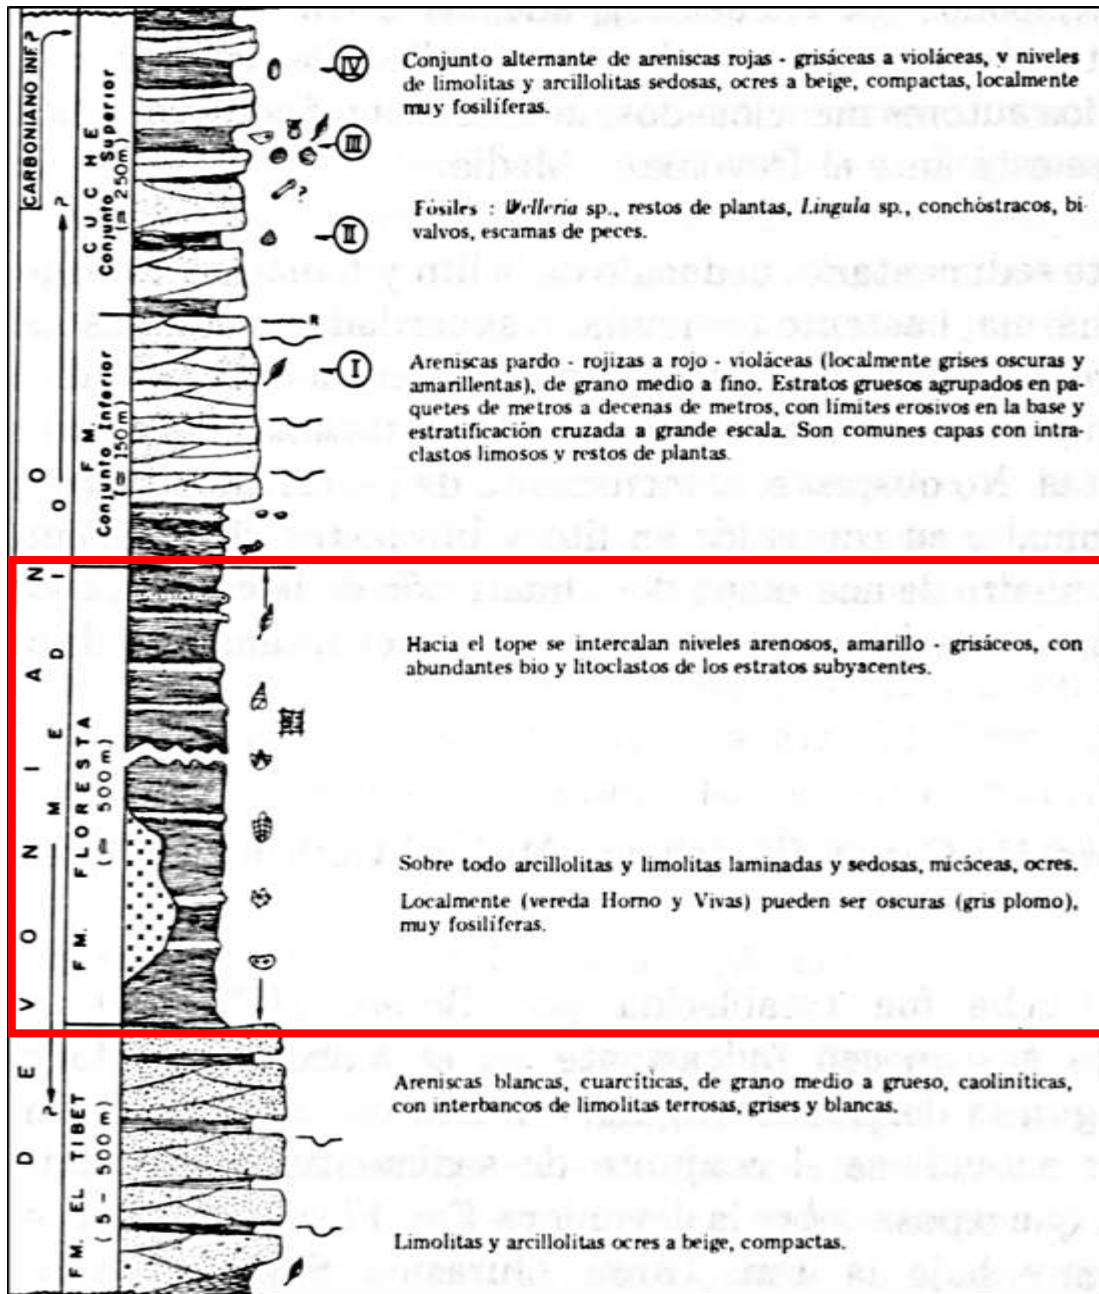 CARBONIANO INF.?
?
DEVONIANO
MEDIO
?
FM. CUCHE
Conjunto Superior
(≅ 250m)
Conjunto Inferior
(≅ 150m)
FM. FLORESTA
(≅ 500m)
FM. EL TIBET
(5 - 500m)
IV
III
?
II
R
I
Conjunto alternante de areniscas rojas - grisáceas a violáceas, y niveles
de limolitas y arcillolitas sedosas, ocres a beige, compactas, localmente
muy fosilíferas.
Fósiles : Welleria sp., restos de plantas, Lingula sp., conchóstracos, bi-
valvos, escamas de peces.
Areniscas pardo - rojizas a rojo - violáceas (localmente grises oscuras y
amarillentas), de grano medio a fino. Estratos gruesos agrupados en pa-
quetes de metros a decenas de metros, con límites erosivos en la base y
estratificación cruzada a grande escala. Son comunes capas con intra-
clastos limosos y restos de plantas.
Hacia el tope se intercalan niveles arenosos, amarillo - grisáceos, con
abundantes bio y litoclastos de los estratos subyacentes.
Sobre todo arcillolitas y limolitas laminadas y sedosas, micáceas, ocres.
Localmente (vereda Horno y Vivas) pueden ser oscuras (gris plomo),
muy fosilíferas.
Areniscas blancas, cuarcíticas, de grano medio a grueso, caoliníticas,
con interbancos de limolitas terrosas, grises y blancas.
Limolitas y arcillolitas ocres a beige, compactas.